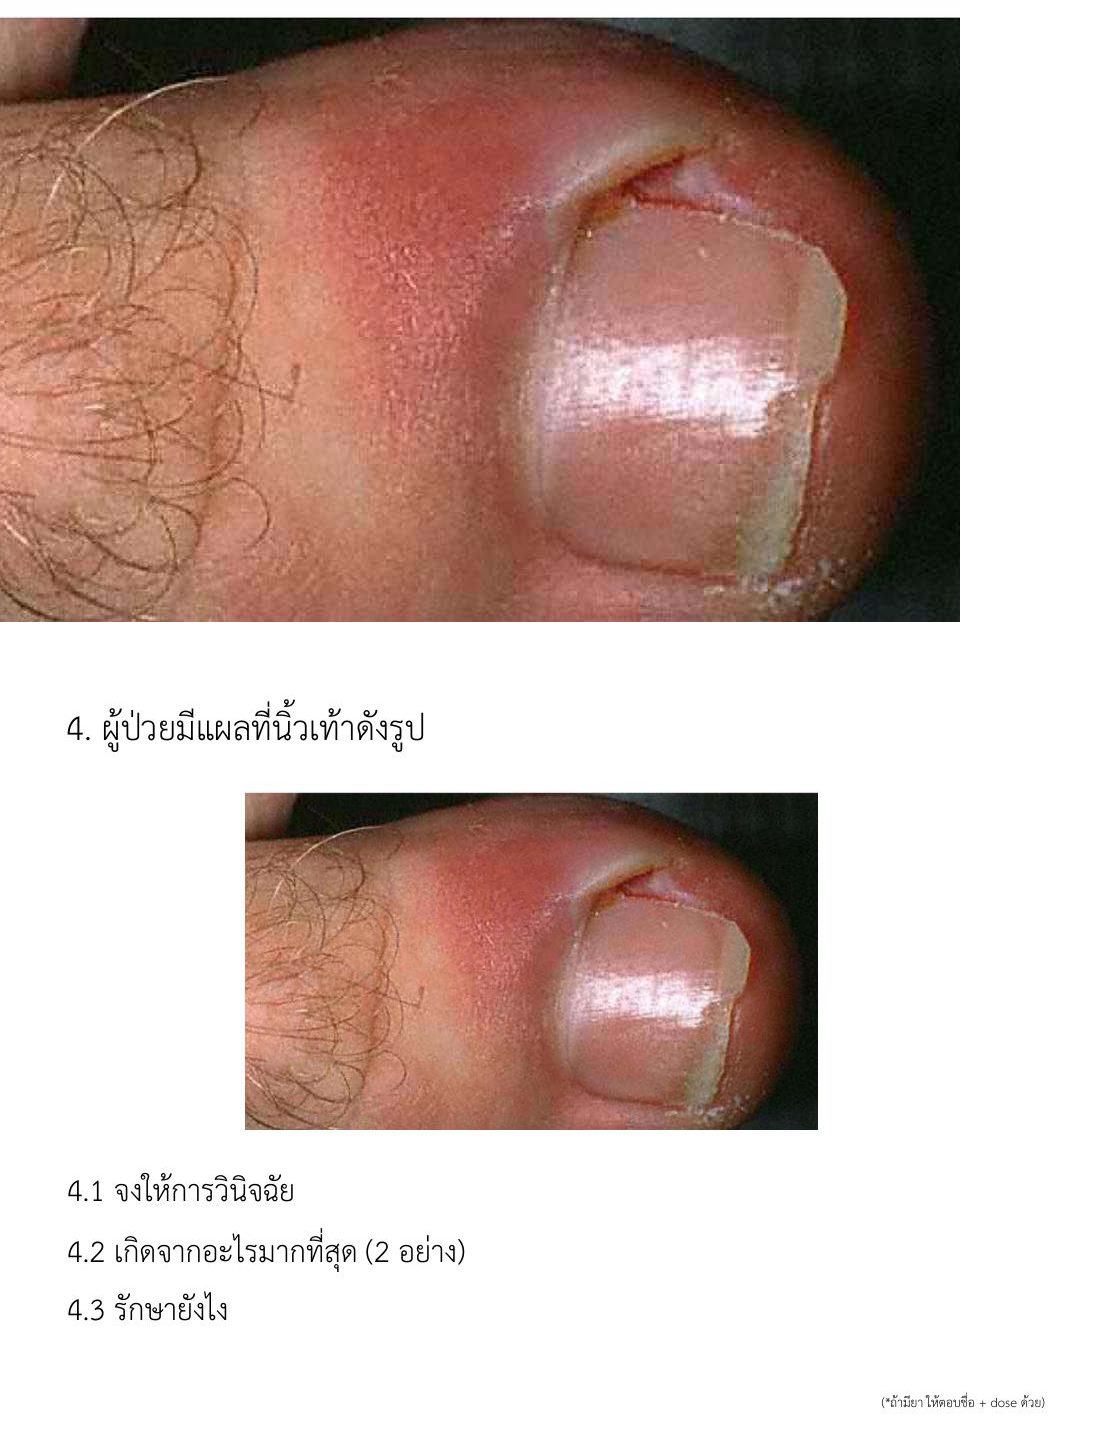 4. ผู้ป่วยมีแผลที่นิ้วเท้าดังรูป
4.1 จงให้การวินิจฉัย
4.2 เกิดจากอะไรมากที่สุด (2 อย่าง)
4.3 รักษายังไง
(*ถ้ามียา ให้ตอบชื่อ + dose ด้วย)